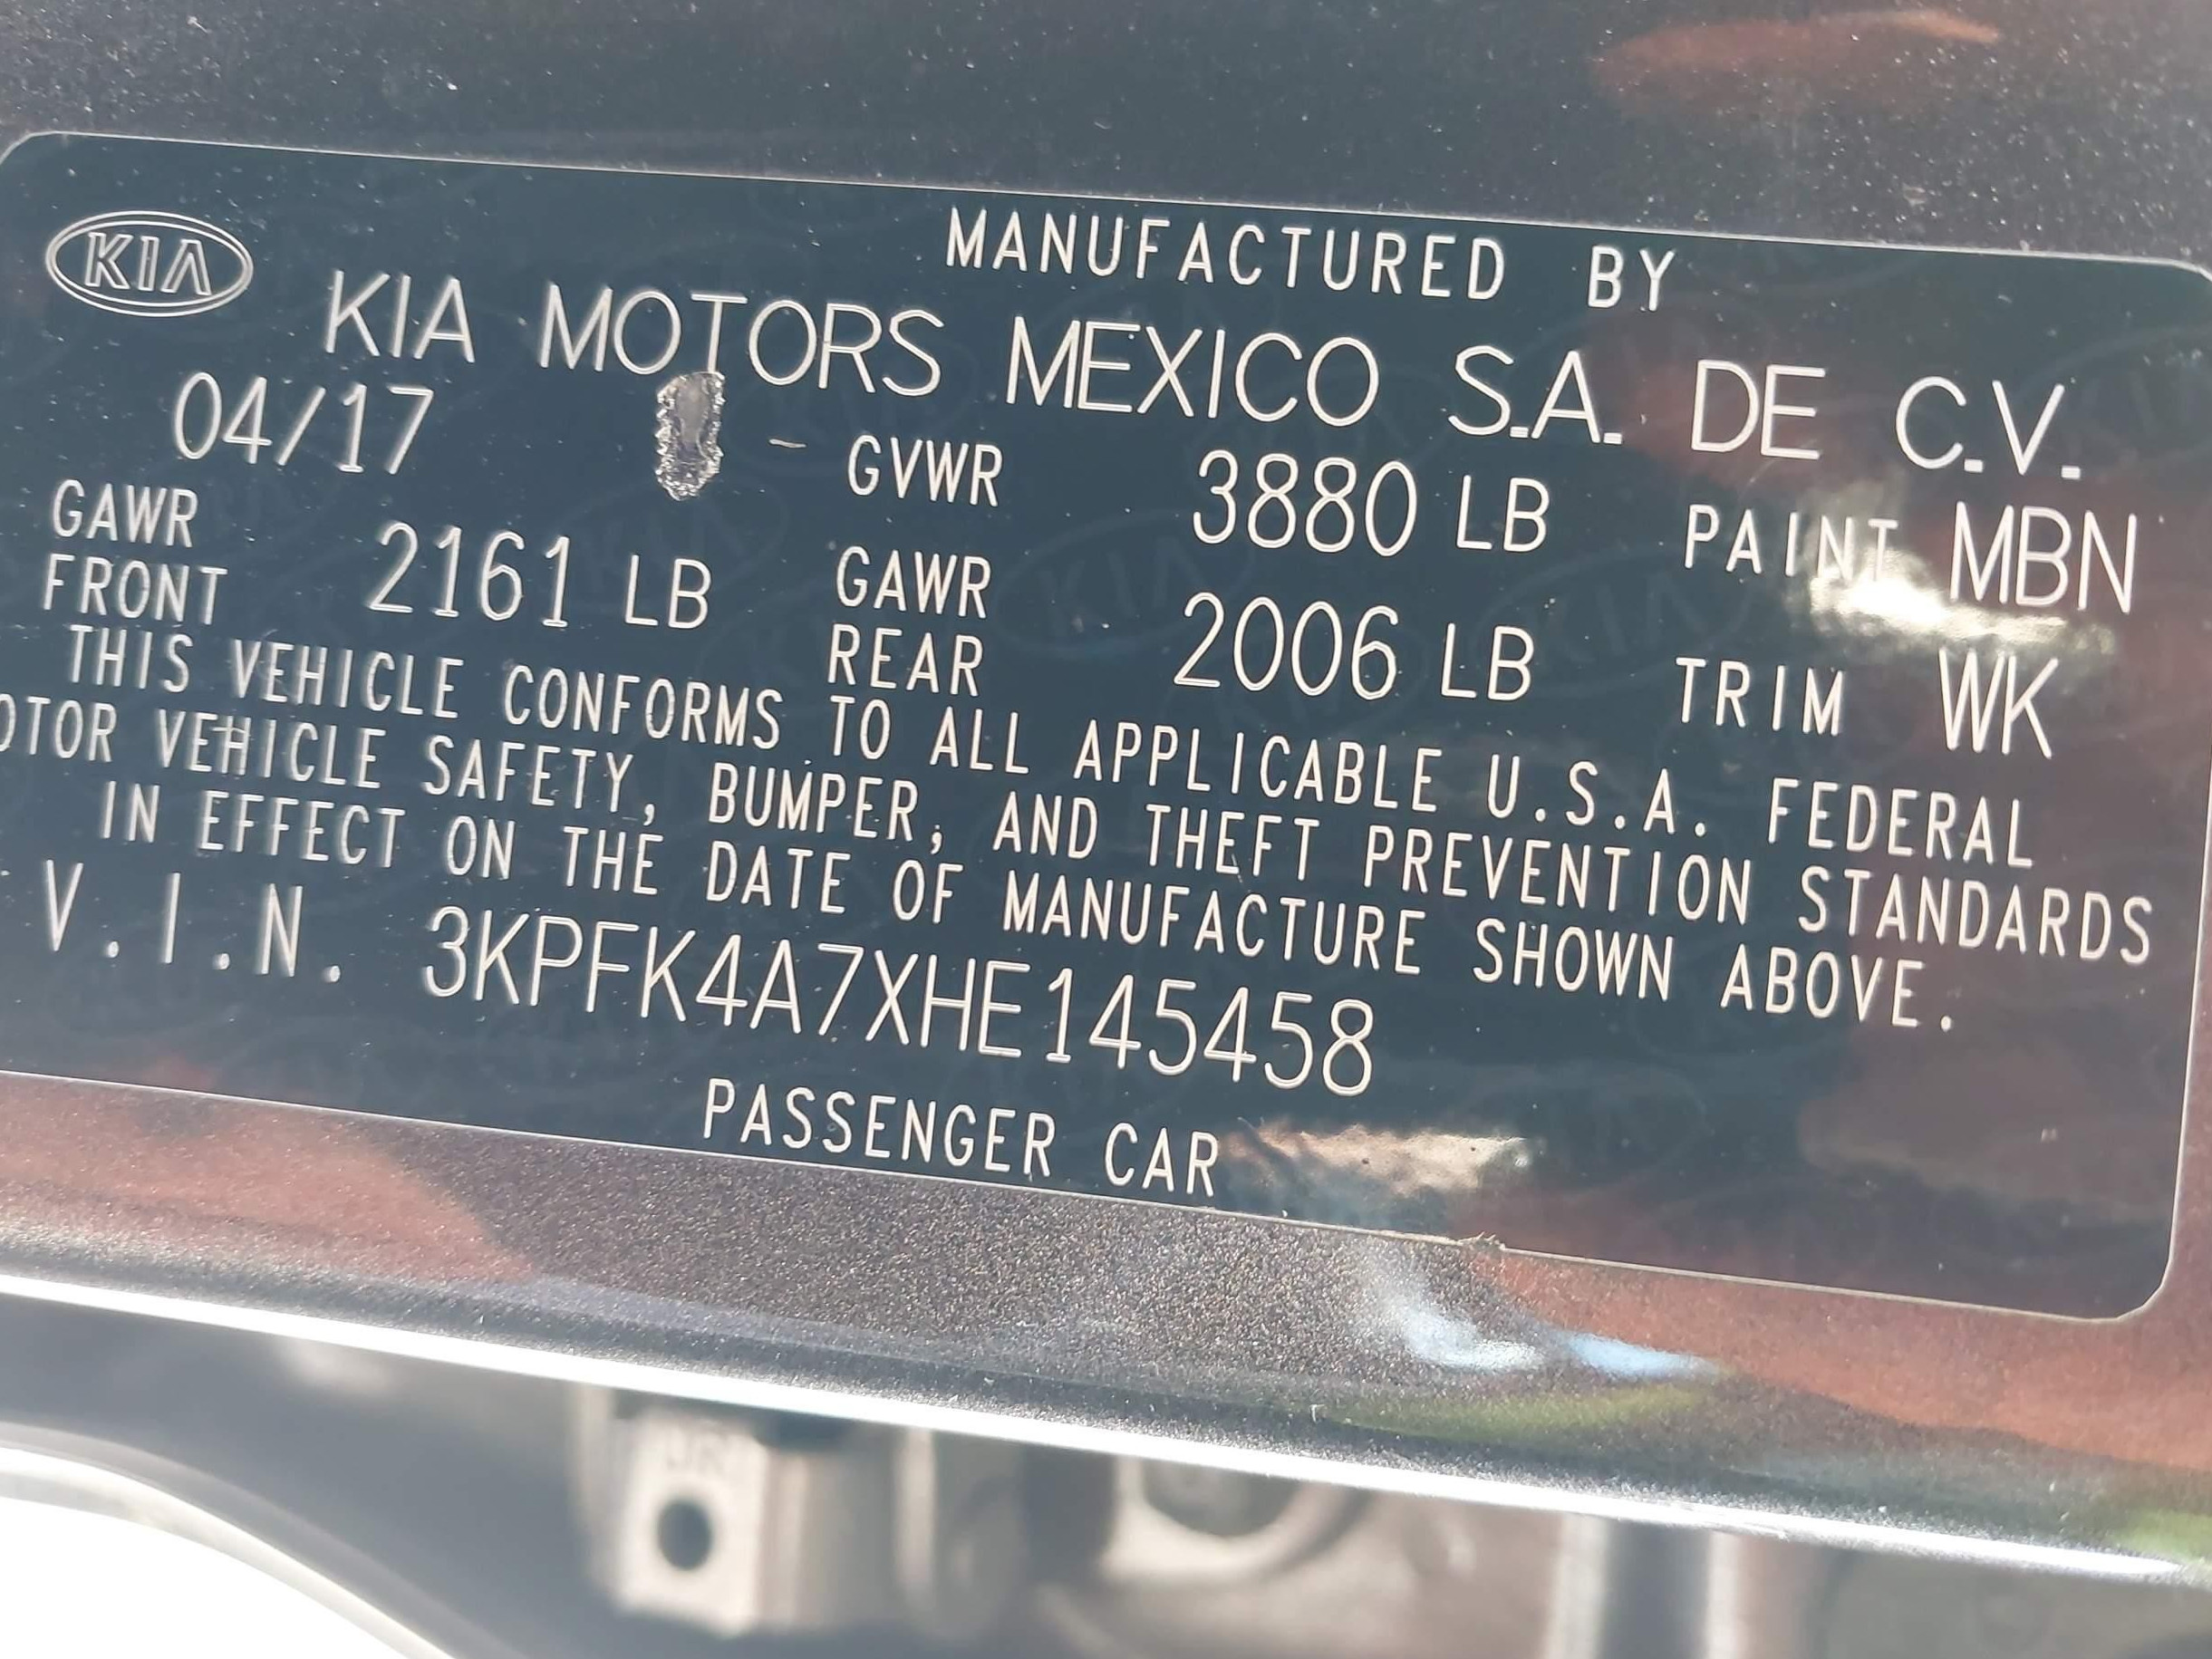 MANUFACTURED BY
KIA
KIA MOTORS MEXICO S.A. DE C.V.
04/17 GVWR 3880 LB PAINT MBN
GAWR FRONT 2161 LB GAWR REAR 2006 LB TRIM WK
THIS VEHICLE CONFORMS TO ALL APPLICABLE U.S.A. FEDERAL
OTOR VEHICLE SAFETY, BUMPER, AND THEFT PREVENTION STANDARDS
IN EFFECT ON THE DATE OF MANUFACTURE SHOWN ABOVE.
V.I.N. 3KPFK4A7XHE145458
PASSENGER CAR